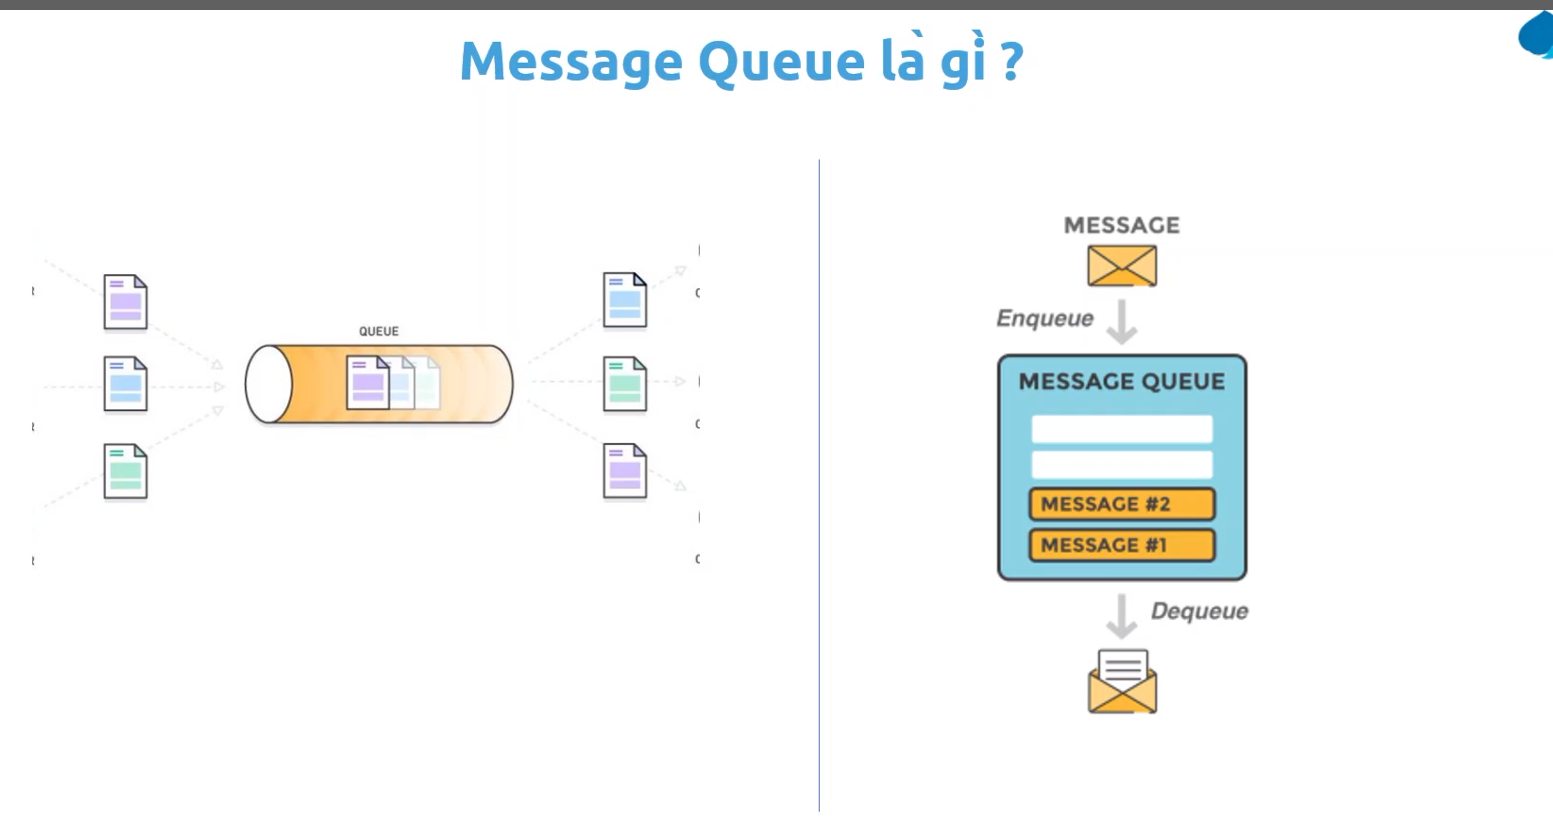 Message Queue là gì ?
QUEUE
MESSAGE
Enqueue
MESSAGE QUEUE
MESSAGE #2
MESSAGE #1
Dequeue